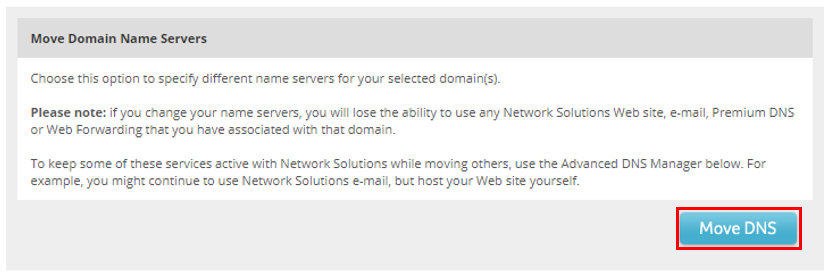 Move Domain Name Servers
Choose this option to specify different name servers for your selected domain(s).
Please note: if you change your name servers, you will lose the ability to use any Network Solutions Web site, e-mail, Premium DNS
or Web Forwarding that you have associated with that domain.
To keep some of these services active with Network Solutions while moving others, use the Advanced DNS Manager below. For
example, you might continue to use Network Solutions e-mail, but host your Web site yourself.
Move DNS